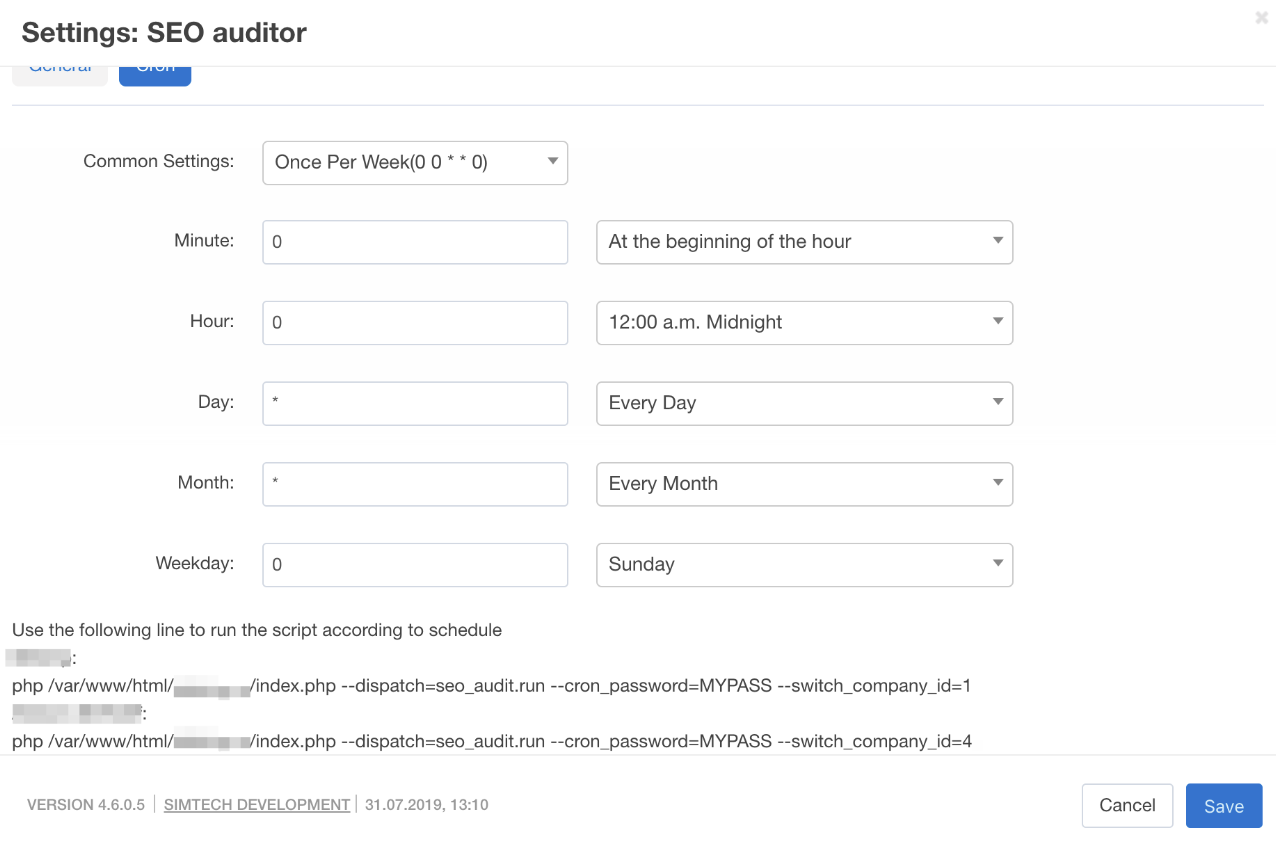 Settings: SEO auditor
General Cron
Common Settings: Once Per Week(0 0 * * 0)
Minute: 0 At the beginning of the hour
Hour: 0 12:00 a.m. Midnight
Day: * Every Day
Month: * Every Month
Weekday: 0 Sunday
Use the following line to run the script according to schedule
:
php /var/www/html/ /index.php --dispatch=seo_audit.run --cron_password=MYPASS --switch_company_id=1
:
php /var/www/html/ /index.php --dispatch=seo_audit.run --cron_password=MYPASS --switch_company_id=4
VERSION 4.6.0.5 SIMTECH DEVELOPMENT 31.07.2019, 13:10
Cancel Save